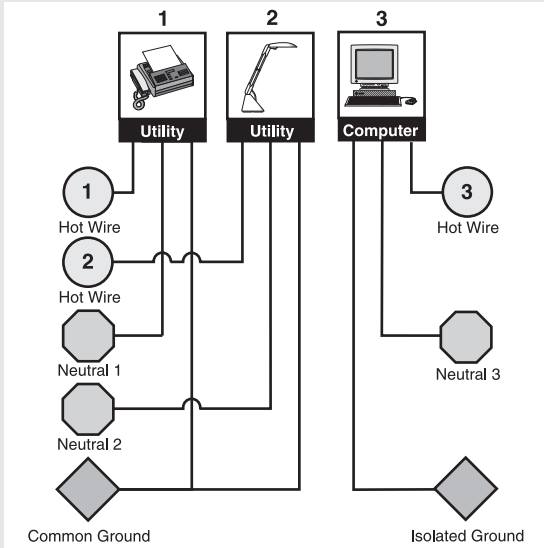 1 2 3
Utility Utility Computer
1 3
Hot Wire Hot Wire
2
Hot Wire
Neutral 1 Neutral 3
Neutral 2
Common Ground Isolated Ground